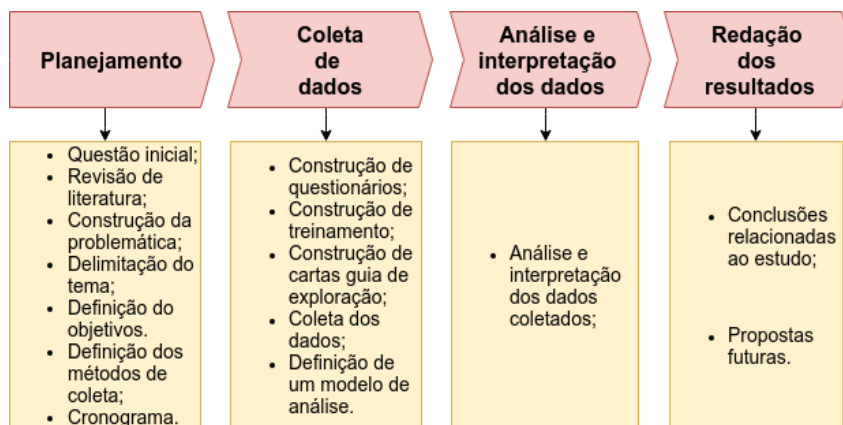 Planejamento
Coleta
de
dados
Análise e
interpretação
dos dados
Redação
dos
resultados
• Questão inicial;
• Revisão de
literatura;
• Construção da
problemática;
• Delimitação do
tema;
• Definição do
objetivos.
• Definição dos
métodos de
coleta;
• Cronograma.
• Construção de
questionários;
• Construção de
treinamento;
• Construção de
cartas guia de
exploração;
• Coleta dos
dados;
• Definição de
um modelo de
análise.
• Análise e
interpretação
dos dados
coletados;
• Conclusões
relacionadas
ao estudo;
• Propostas
futuras.